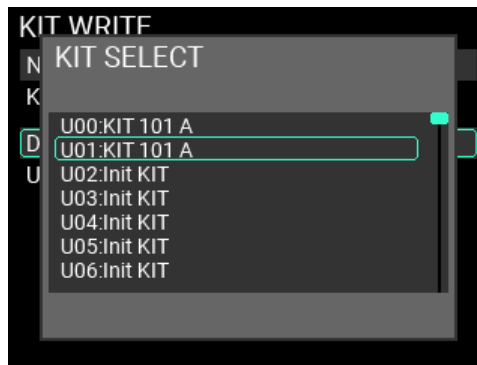 KIT WRITE
KIT SELECT
N
K
D
U
U00:KIT 101 A
U01:KIT 101 A
U02:Init KIT
U03:Init KIT
U04:Init KIT
U05:Init KIT
U06:Init KIT